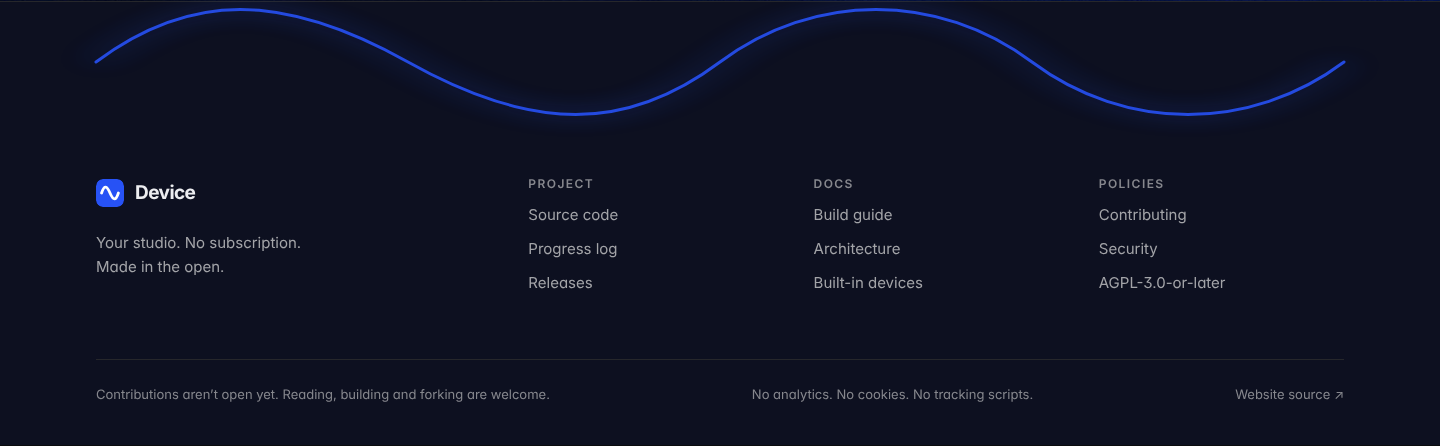 Device
Your studio. No subscription.
Made in the open.
PROJECT
Source code
Progress log
Releases
DOCS
Build guide
Architecture
Built-in devices
POLICIES
Contributing
Security
AGPL-3.0-or-later
Contributions aren’t open yet. Reading, building and forking are welcome.
No analytics. No cookies. No tracking scripts.
Website source ↗